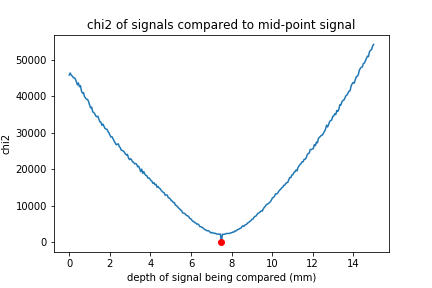 chi2 of signals compared to mid-point signal
50000
40000
30000
20000
10000
0
chi2
0 2 4 6 8 10 12 14
depth of signal being compared (mm)